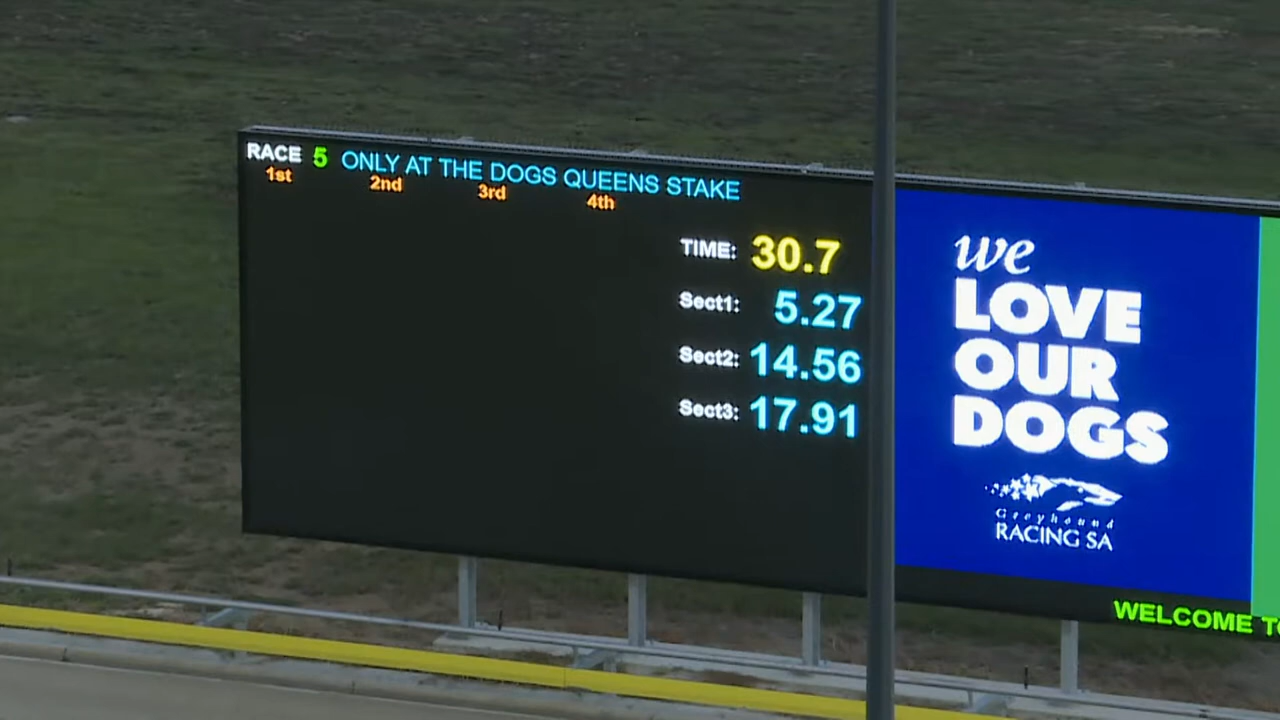 RACE 5 ONLY AT THE DOGS QUEENS STAKE
1st 2nd 3rd 4th
TIME: 30.7
Sect1: 5.27
Sect2: 14.56
Sect3: 17.91
we
LOVE
OUR
DOGS
Greyhound
RACING SA
WELCOME